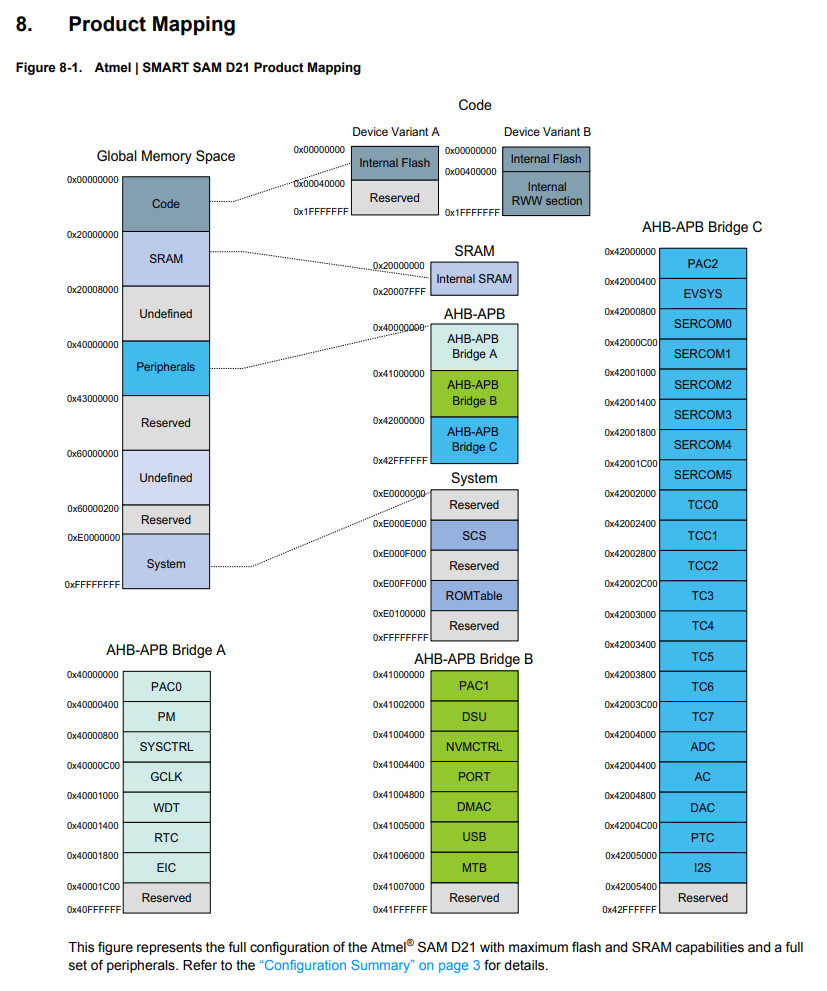 8. Product Mapping
Figure 8-1. Atmel | SMART SAM D21 Product Mapping
Code
Device Variant A
0x00000000
Internal Flash
0x00040000
Reserved
0x1FFFFFFF
Device Variant B
0x00000000
Internal Flash
0x00400000
Internal
RWW section
0x1FFFFFFF
Global Memory Space
0x00000000
Code
0x20000000
SRAM
0x20008000
Undefined
0x40000000
Peripherals
0x43000000
Reserved
0x60000000
Undefined
0x60000200
Reserved
0xE0000000
System
0xFFFFFFFF
SRAM
0x20000000
Internal SRAM
0x20007FFF
AHB-APB
0x40000000
AHB-APB
Bridge A
0x41000000
AHB-APB
Bridge B
0x42000000
AHB-APB
Bridge C
0x42FFFFFF
System
0xE0000000
Reserved
0xE000E000
SCS
0xE000F000
Reserved
0xE00FF000
ROMTable
0xE0100000
Reserved
0xFFFFFFFF
AHB-APB Bridge A
0x40000000
PAC0
0x40000400
PM
0x40000800
SYSCTRL
0x40000C00
GCLK
0x40001000
WDT
0x40001400
RTC
0x40001800
EIC
0x40001C00
Reserved
0x40FFFFFF
AHB-APB Bridge B
0x41000000
PAC1
0x41002000
DSU
0x41004000
NVMCTRL
0x41004400
PORT
0x41004800
DMAC
0x41005000
USB
0x41006000
MTB
0x41007000
Reserved
0x41FFFFFF
AHB-APB Bridge C
0x42000000
PAC2
0x42000400
EVSYS
0x42000800
SERCOM0
0x42000C00
SERCOM1
0x42001000
SERCOM2
0x42001400
SERCOM3
0x42001800
SERCOM4
0x42001C00
SERCOM5
0x42002000
TCC0
0x42002400
TCC1
0x42002800
TCC2
0x42002C00
TC3
0x42003000
TC4
0x42003400
TC5
0x42003800
TC6
0x42003C00
TC7
0x42004000
ADC
0x42004400
AC
0x42004800
DAC
0x42004C00
PTC
0x42005000
I2S
0x42005400
Reserved
0x42FFFFFF
This figure represents the full configuration of the Atmel® SAM D21 with maximum flash and SRAM capabilities and a full
set of peripherals. Refer to the “Configuration Summary” on page 3 for details.